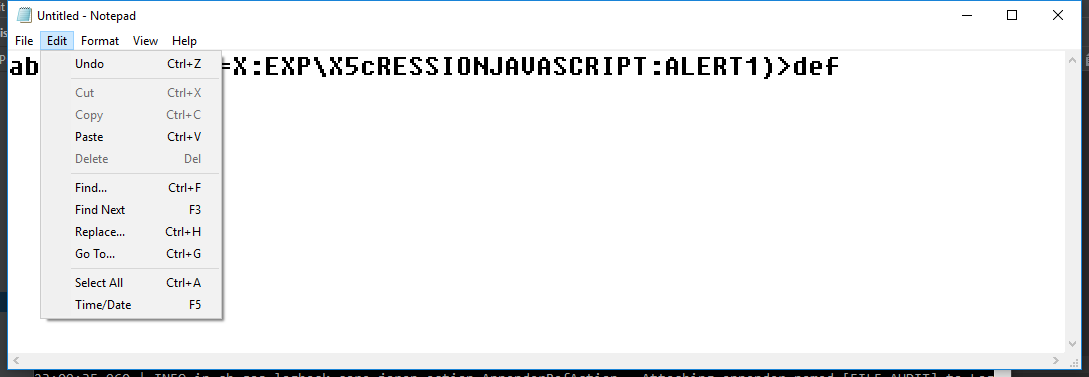 Untitled - Notepad
File Edit Format View Help
ab =X:EXP\X5cRESSIONJAVASCRIPT:ALERT1)>def
Undo Ctrl+Z
Cut Ctrl+X
Copy Ctrl+C
Paste Ctrl+V
Delete Del
Find... Ctrl+F
Find Next F3
Replace... Ctrl+H
Go To... Ctrl+G
Select All Ctrl+A
Time/Date F5